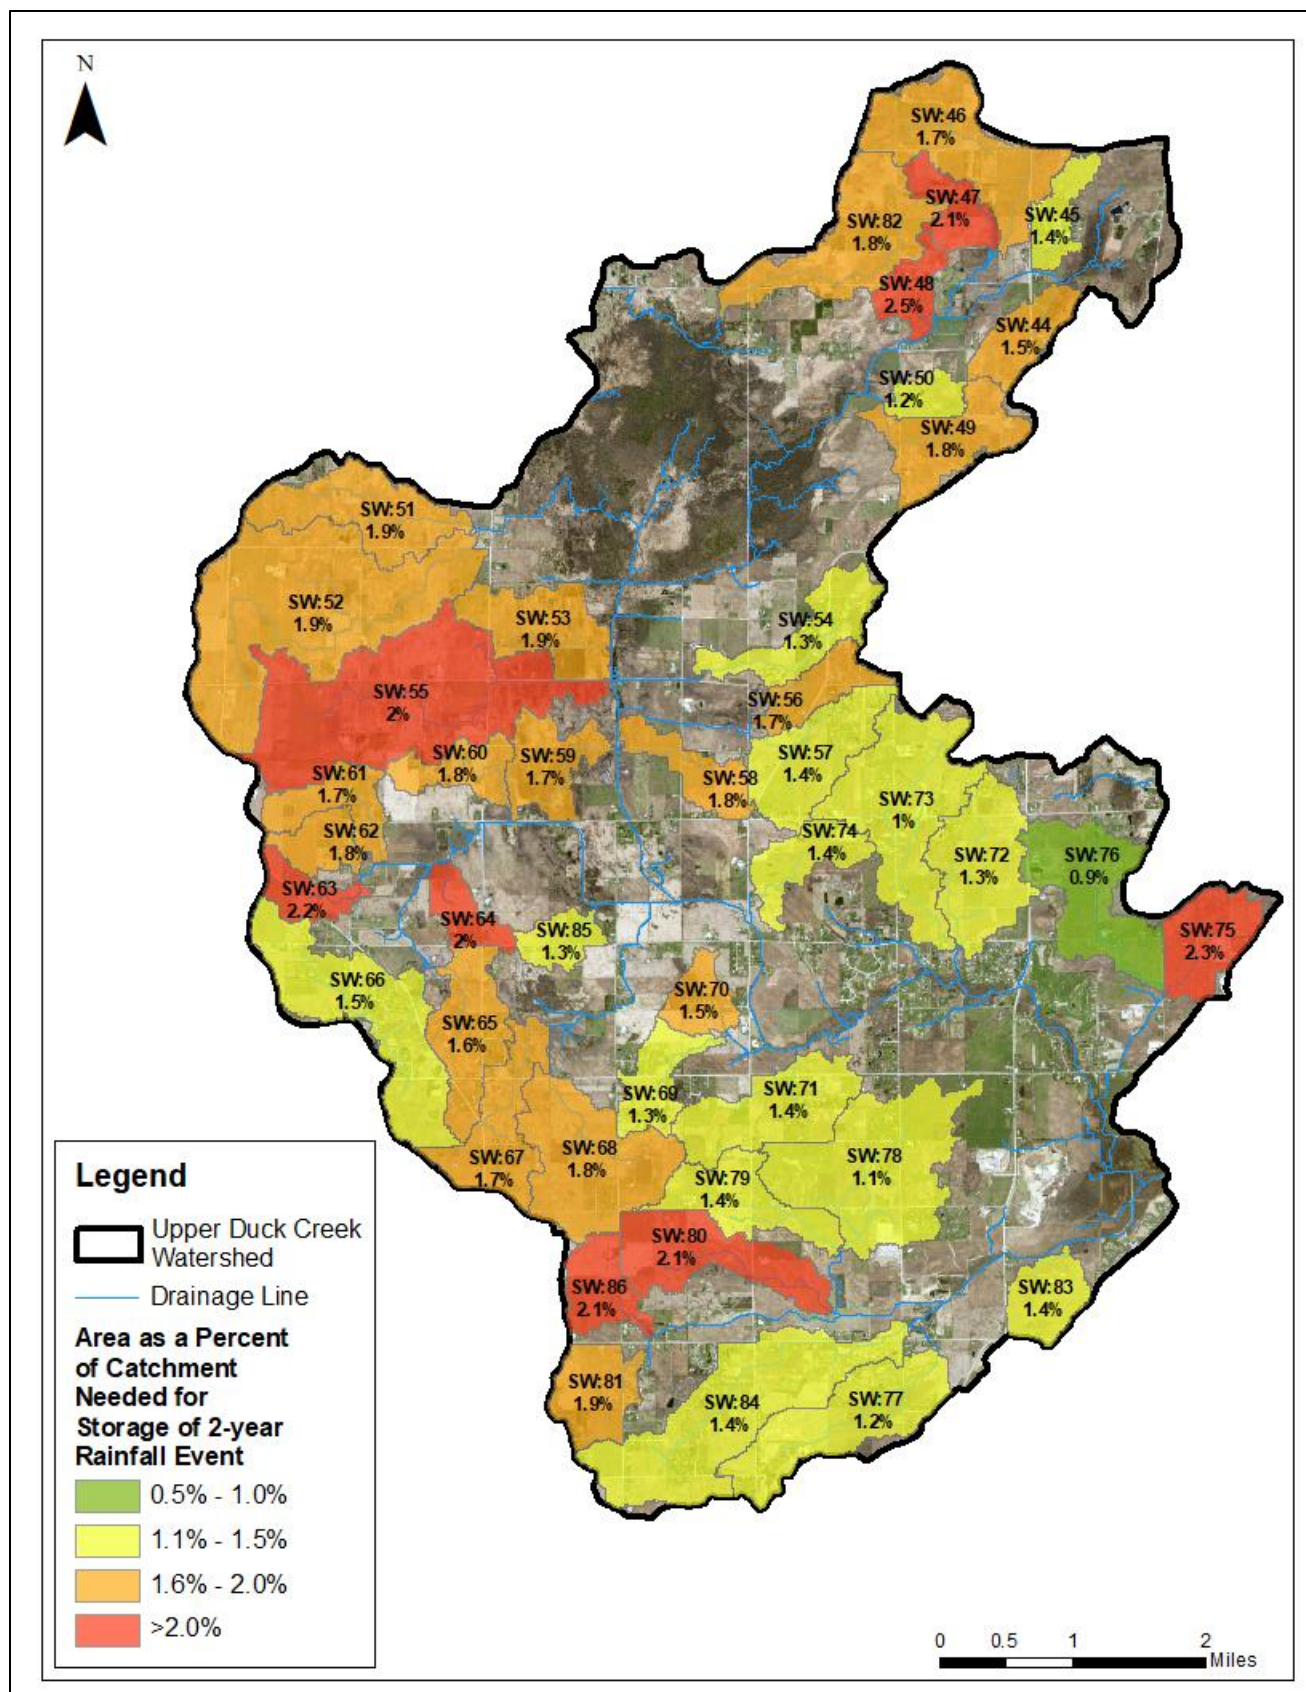 N
SW:46
1.7%
SW:47
2.1%
SW:45
1.4%
SW:82
1.8%
SW:48
2.5%
SW:44
1.5%
SW:50
1.2%
SW:49
1.8%
SW:51
1.9%
SW:52
1.9%
SW:53
1.9%
SW:54
1.3%
SW:55
2%
SW:56
1.7%
SW:57
1.4%
SW:60
1.8%
SW:59
1.7%
SW:58
1.8%
SW:61
1.7%
SW:73
1%
SW:62
1.8%
SW:74
1.4%
SW:72
1.3%
SW:76
0.9%
SW:63
2.2%
SW:64
2%
SW:85
1.3%
SW:75
2.3%
SW:66
1.5%
SW:70
1.5%
SW:65
1.6%
SW:69
1.3%
SW:71
1.4%
SW:67
1.7%
SW:68
1.8%
SW:78
1.1%
SW:79
1.4%
SW:80
2.1%
SW:86
2.1%
SW:83
1.4%
SW:81
1.9%
SW:84
1.4%
SW:77
1.2%
Legend
Upper Duck Creek
Watershed
Drainage Line
Area as a Percent
of Catchment
Needed for
Storage of 2-year
Rainfall Event
0.5% - 1.0%
1.1% - 1.5%
1.6% - 2.0%
>2.0%
0 0.5 1 2
Miles